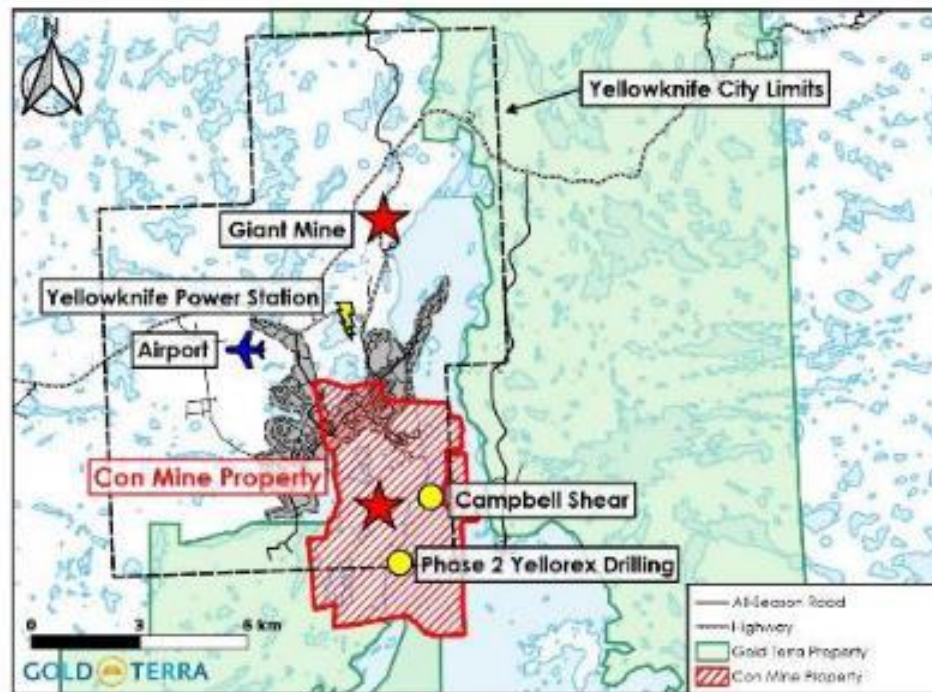 N
Yellowknife City Limits
Giant Mine
Yellowknife Power Station
Airport
Con Mine Property
Campbell Shear
Phase 2 Yellorex Drilling
0 3 6 km
GOLD TERRA
All-Season Road
Highway
Gold Terra Property
Con Mine Property